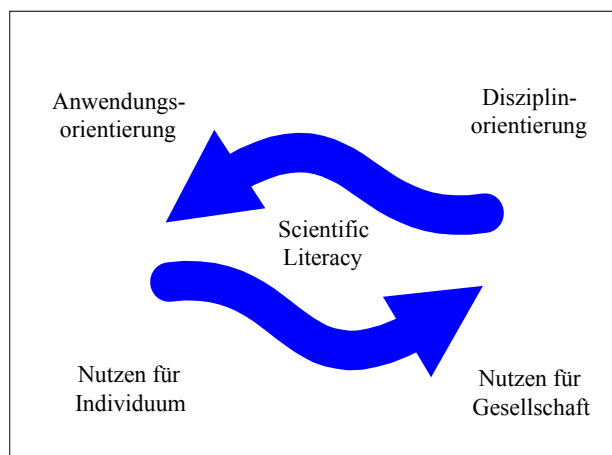 Anwendungs-
orientierung
Disziplin-
orientierung
Scientific
Literacy
Nutzen für
Individuum
Nutzen für
Gesellschaft